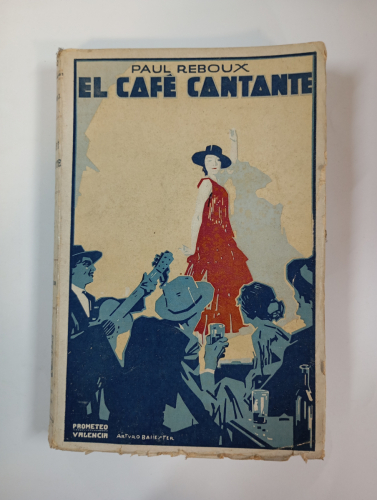 PAUL REBOUX
EL CAFÉ CANTANTE
PROMETEO
VALENCIA
ARTURO BALLESTER